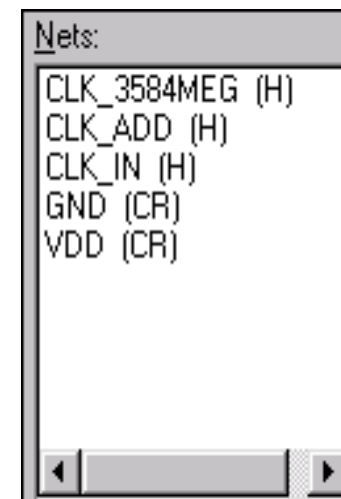 Nets:
CLK_3584MEG (H)
CLK_ADD (H)
CLK_IN (H)
GND (CR)
VDD (CR)